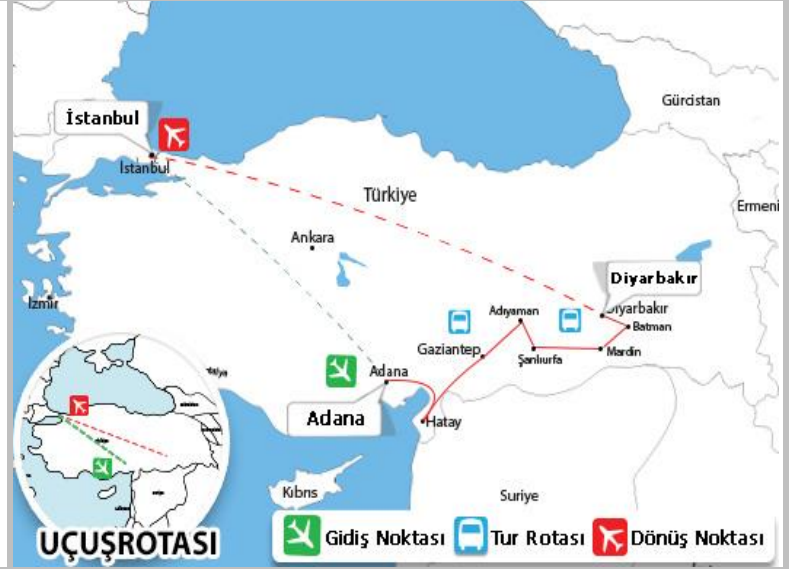 Gürcistan
İstanbul
İstanbul
Türkiye
Ermeni
Ankara
Diyarbakır
İzmir
Diyarbakır
Adıyaman
Batman
Gaziantep
Şanlıurfa
Mardin
Adana
Adana
Hatay
Kıbrıs
Suriye
UÇUŞROTASI
Gidiş Noktası
Tur Rotası
Dönüş Noktası